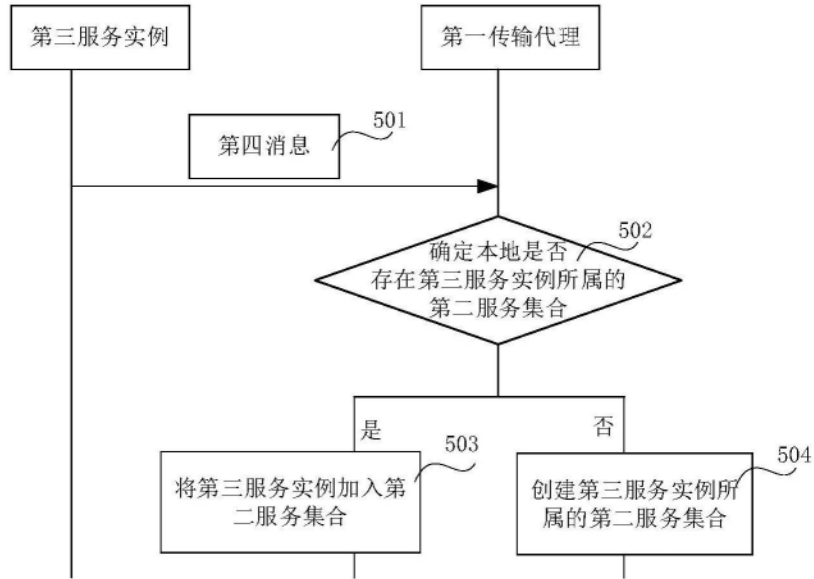 第三服务实例
第一传输代理
501
第四消息
502
确定本地是否
存在第三服务实例所属的
第二服务集合
是
否
503
504
将第三服务实例加入第
二服务集合
创建第三服务实例所
属的第二服务集合